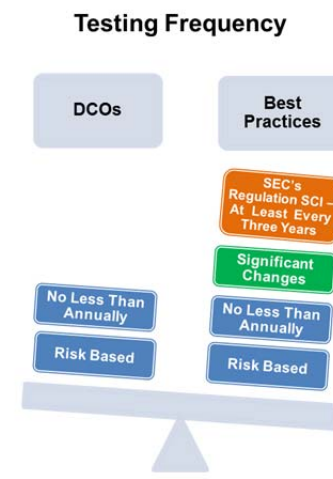 Testing Frequency
DCOs
Best
Practices
SEC's
Regulation SCI –
At Least Every
Three Years
Significant
Changes
No Less Than
Annually
No Less Than
Annually
Risk Based
Risk Based